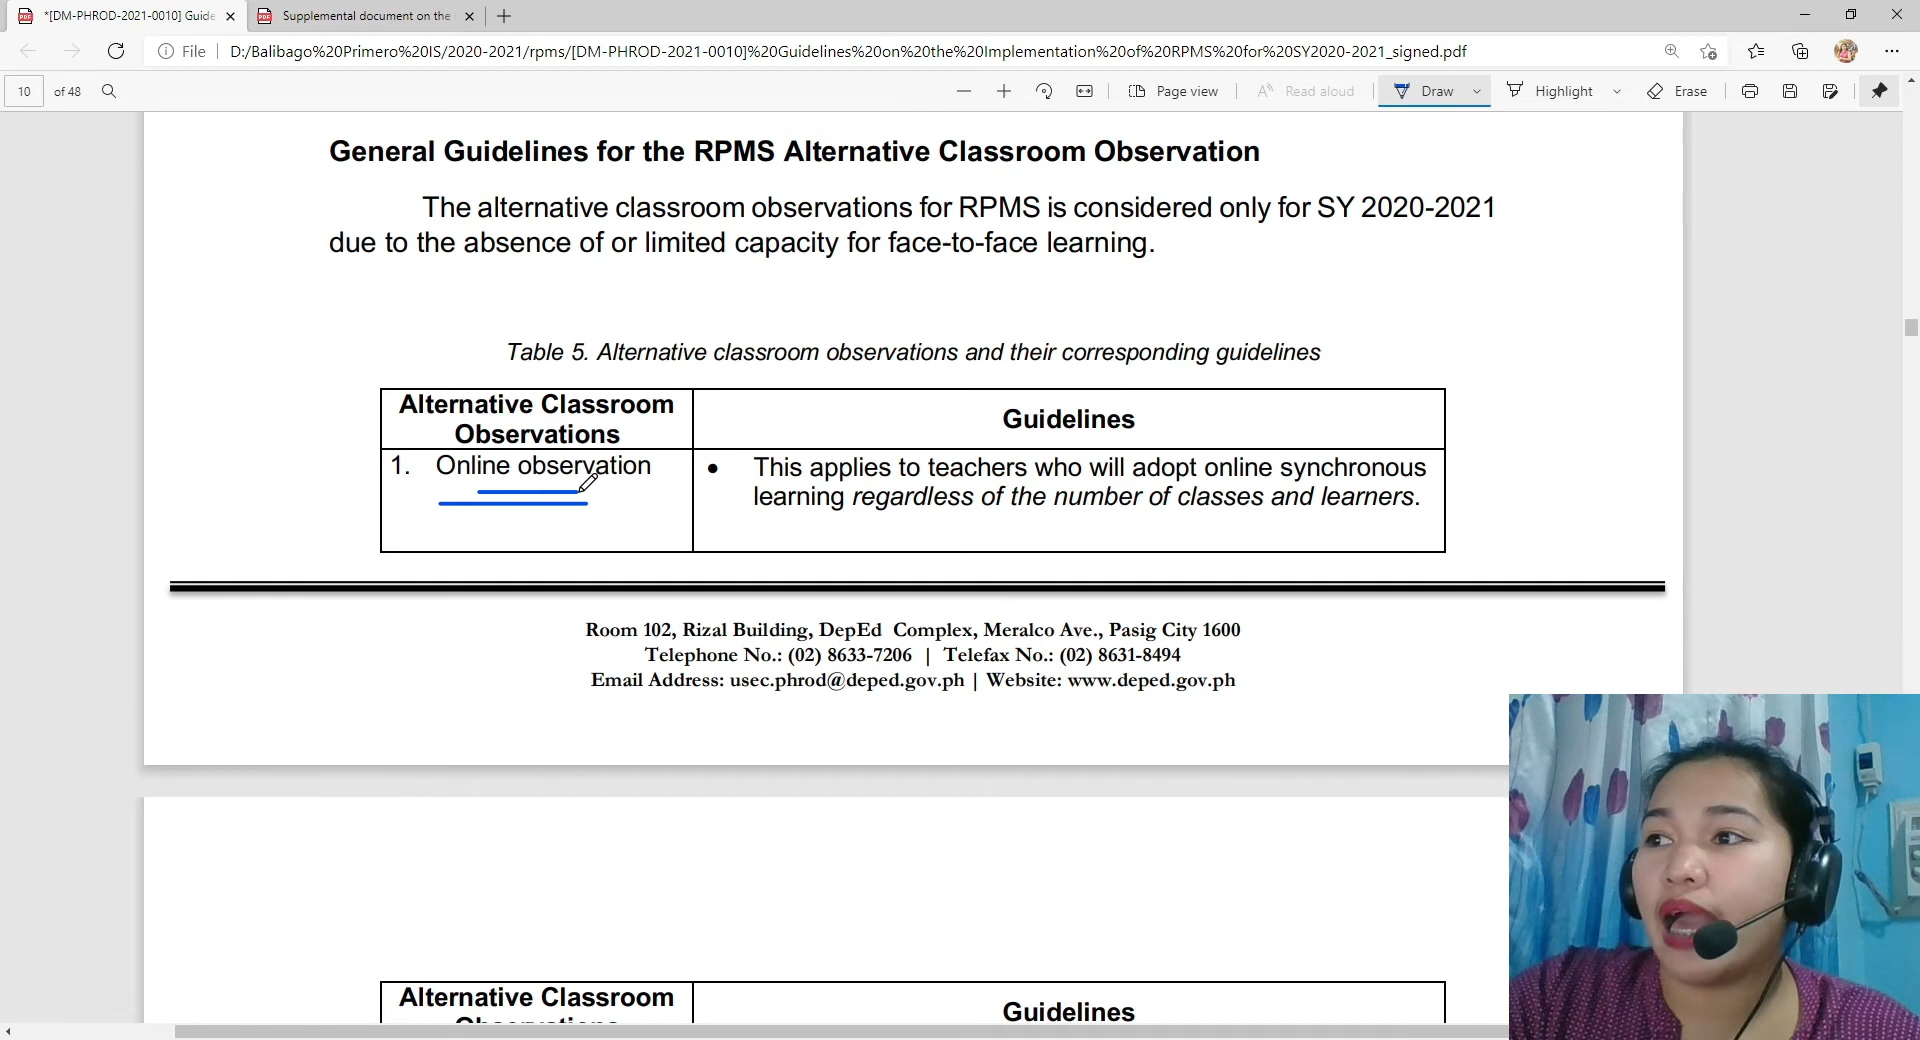 *[DM-PHROD-2021-0010] Guide
Supplemental document on the
File
D:/Balibago%20Primero%20IS/2020-2021/rpms/[DM-PHROD-2021-0010]%20Guidelines%20on%20the%20Implementation%20of%20RPMS%20for%20SY2020-2021_signed.pdf
10 of 48
Page view
Read aloud
Draw
Highlight
Erase
General Guidelines for the RPMS Alternative Classroom Observation
The alternative classroom observations for RPMS is considered only for SY 2020-2021
due to the absence of or limited capacity for face-to-face learning.
Table 5. Alternative classroom observations and their corresponding guidelines
Alternative Classroom
Observations
Guidelines
1. Online observation
• This applies to teachers who will adopt online synchronous
learning regardless of the number of classes and learners.
Room 102, Rizal Building, DepEd Complex, Meralco Ave., Pasig City 1600
Telephone No.: (02) 8633-7206 | Telefax No.: (02) 8631-8494
Email Address: usec.phrod@deped.gov.ph | Website: www.deped.gov.ph
Alternative Classroom
Observations
Guidelines